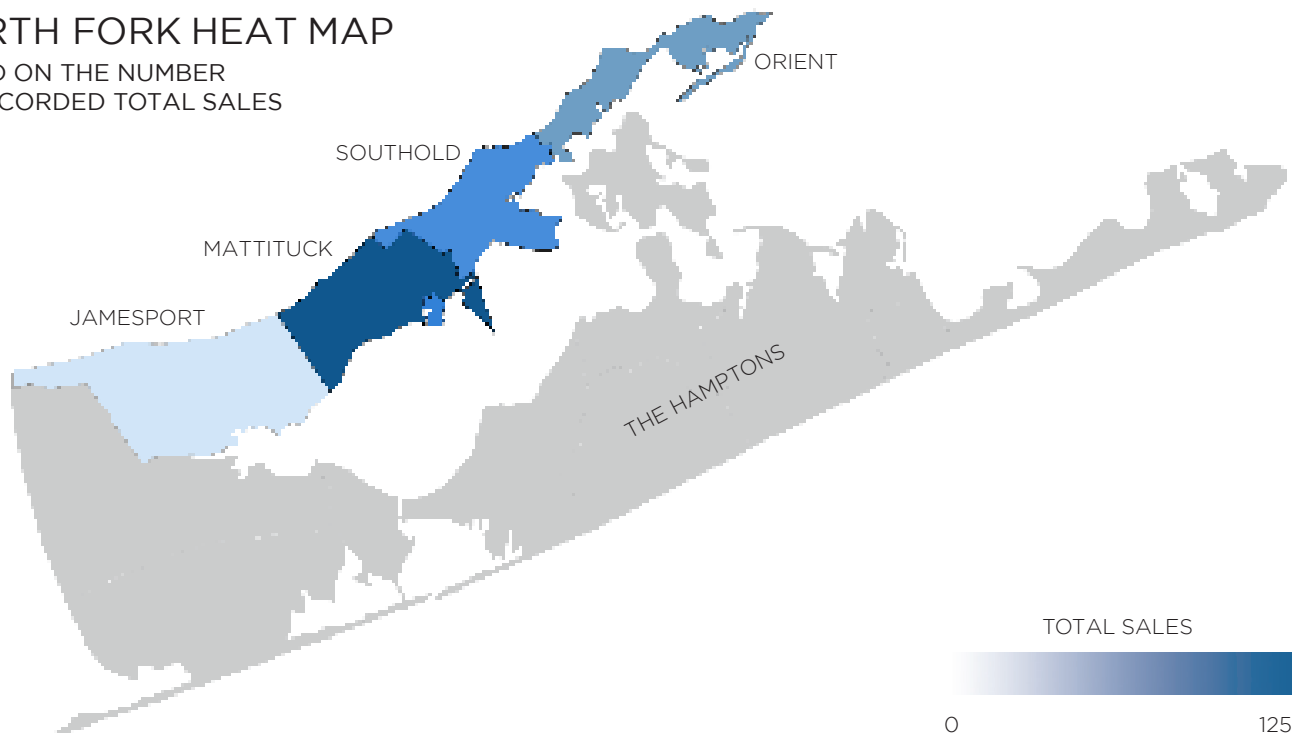 RTH FORK HEAT MAP
D ON THE NUMBER
CORDED TOTAL SALES
ORIENT
SOUTHOLD
MATTITUCK
JAMESPORT
THE HAMPTONS
TOTAL SALES
0 125